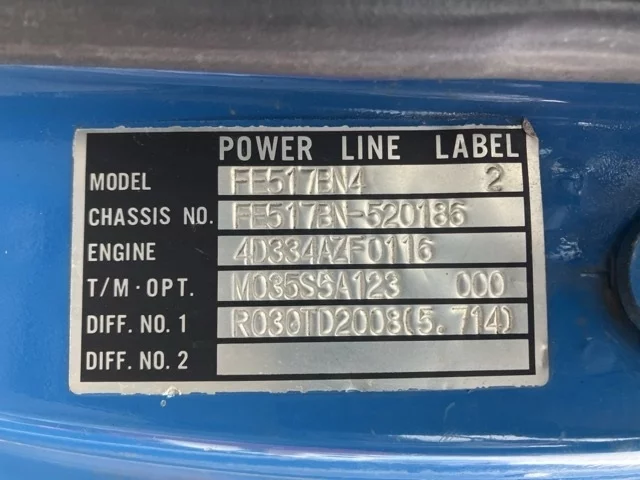 POWER LINE LABEL
MODEL FE517BN4 2
CHASSIS NO. FE517BN-520186
ENGINE 4D334AZF0116
T/M·OPT. M035S5A123 000
DIFF. NO. 1 R030TD2003(5.714)
DIFF. NO. 2